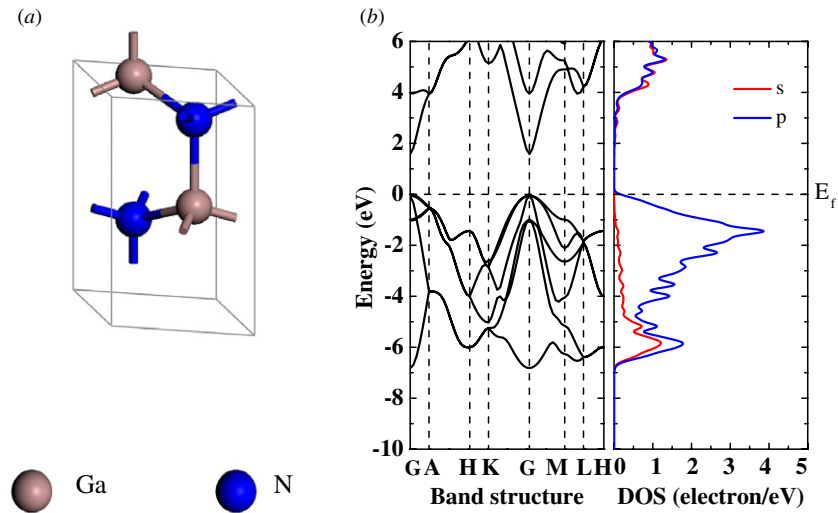 (a)
(b)
Ga
N
Energy (eV)
6
4
2
0
-2
-4
-6
-8
-10
G A H K G M L H
Band structure
s
p
E_f
0 1 2 3 4 5
DOS (electron/eV)